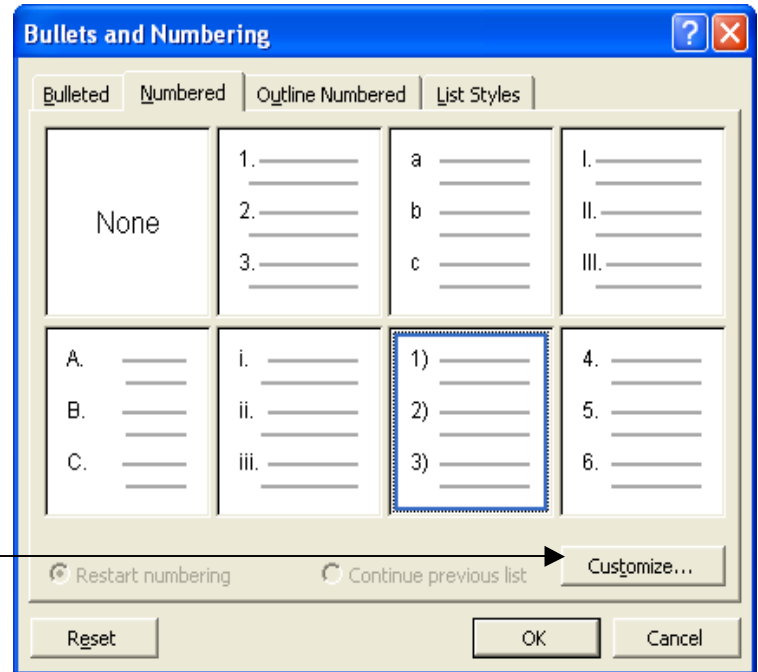 Bullets and Numbering
Bulleted Numbered Outline Numbered List Styles
None
1.
2.
3.
a
b
c
I.
II.
III.
A.
B.
C.
i.
ii.
iii.
1)
2)
3)
4.
5.
6.
Restart numbering Continue previous list Customize...
Reset OK Cancel